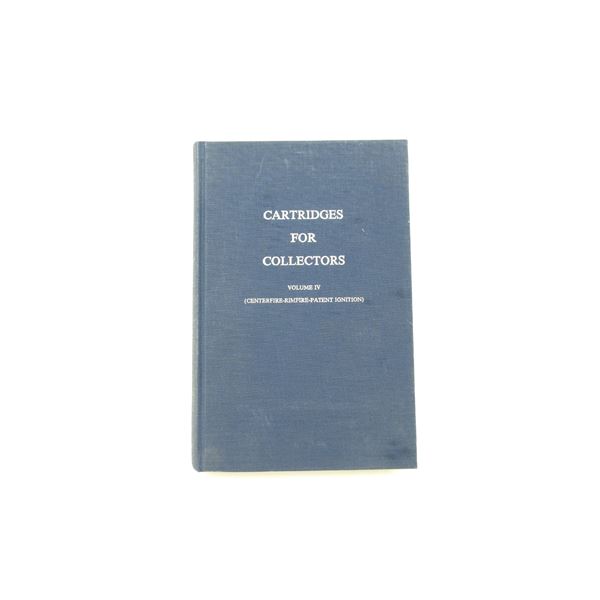 CARTRIDGES
FOR
COLLECTORS
VOLUME IV
(CENTERFIRE-RIMFIRE-PATENT IGNITION)